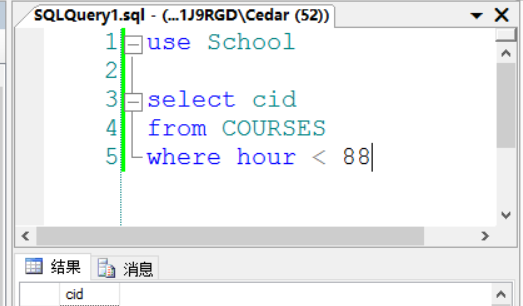 SQLQuery1.sql - (...1J9RGD\Cedar (52))
1 use School
2
3 select cid
4 from COURSES
5 where hour < 88
结果 消息
cid